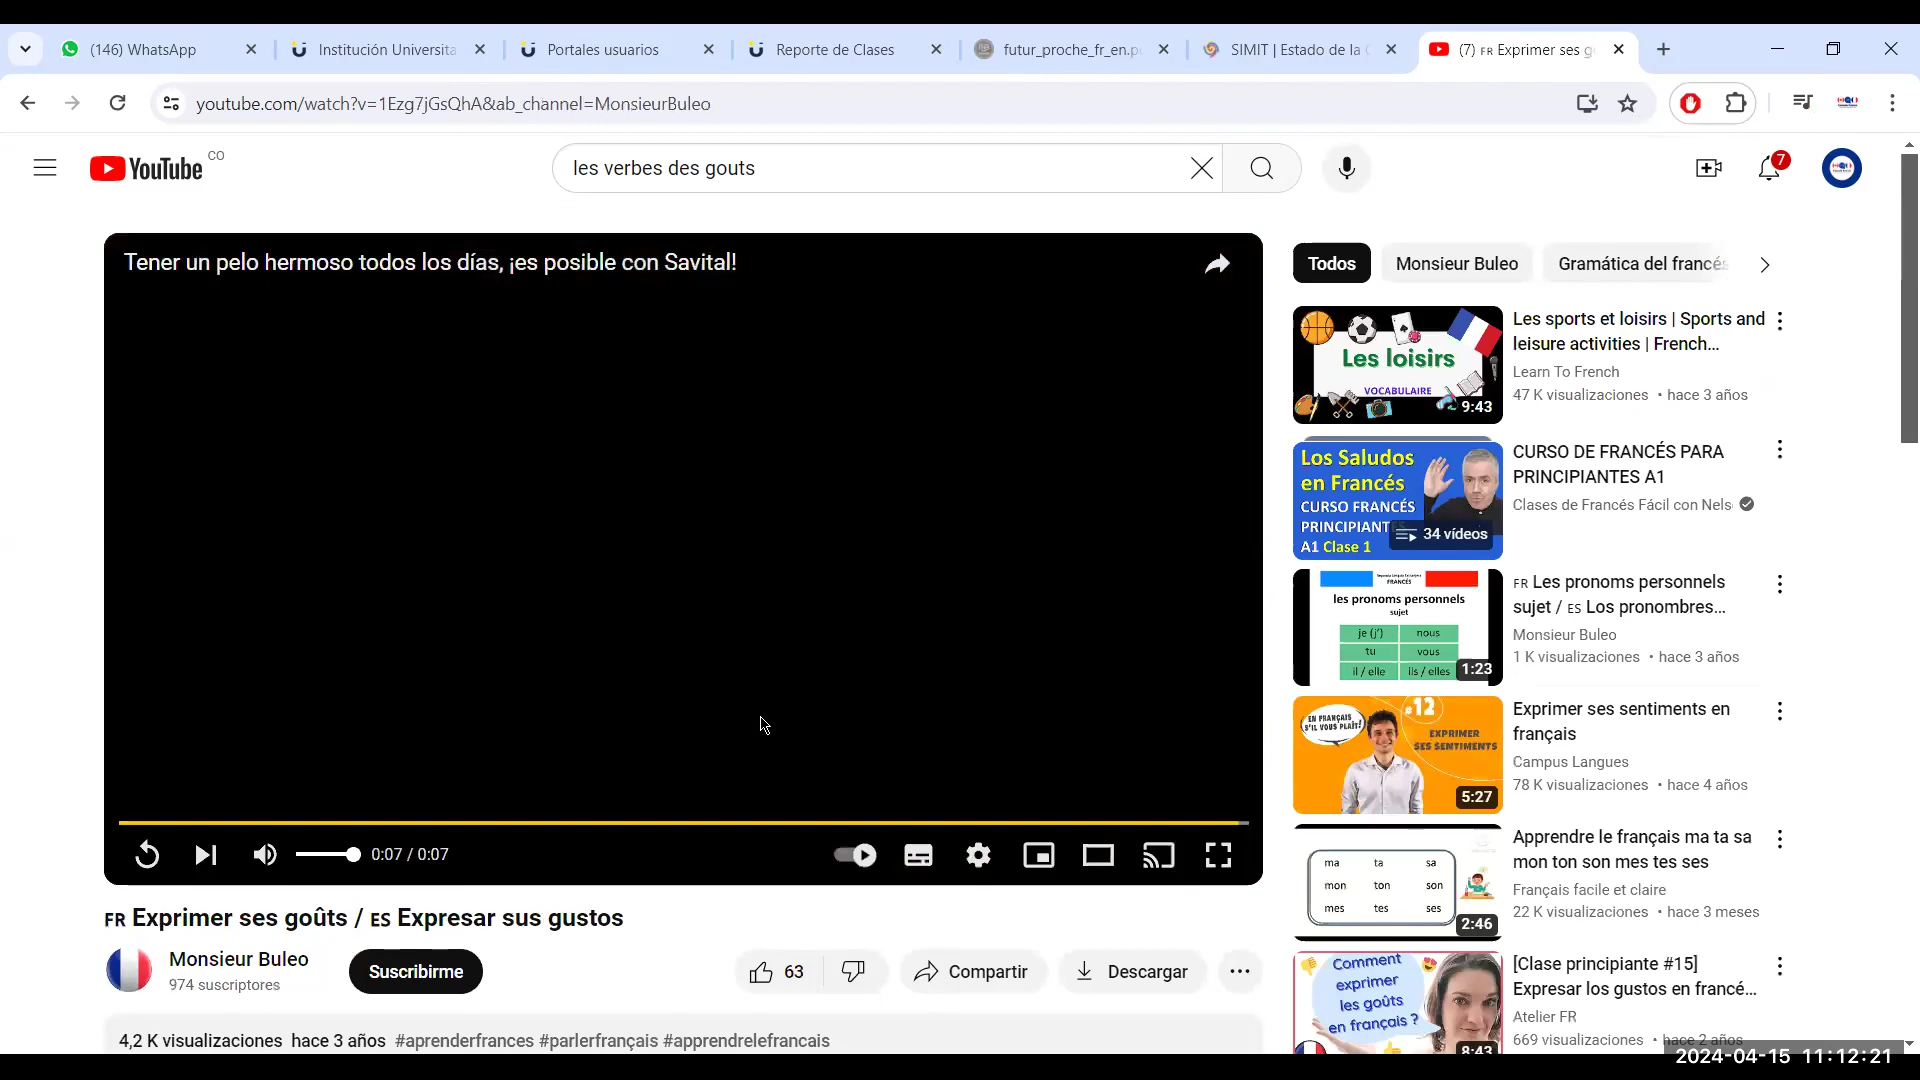 (146) WhatsApp
Institución Universita
Portales usuarios
Reporte de Clases
futur_proche_fr_en.p
SIMIT | Estado de la
(7) FR Exprimer ses g
youtube.com/watch?v=1Ezg7jGsQhA&ab_channel=MonsieurBuleo
YouTube CO
les verbes des gouts
7
Tener un pelo hermoso todos los días, ¡es posible con Savital!
0:07 / 0:07
FR Exprimer ses goûts / ES Expresar sus gustos
Monsieur Buleo
974 suscriptores
Suscribirme
63
Compartir
Descargar
4,2 K visualizaciones hace 3 años #aprenderfrances #parlerfrançais #apprendrelefrancais
Todos
Monsieur Buleo
Gramática del francés
Les loisirs
VOCABULAIRE
9:43
Les sports et loisirs | Sports and
leisure activities | French...
Learn To French
47 K visualizaciones • hace 3 años
Los Saludos
en Francés
CURSO FRANCÉS
PRINCIPIANT
A1 Clase 1
34 vídeos
CURSO DE FRANCÉS PARA
PRINCIPIANTES A1
Clases de Francés Fácil con Nels
FRANCÉS
les pronoms personnels
sujet
je (j') nous
tu vous
il / elle ils / elles
1:23
FR Les pronoms personnels
sujet / ES Los pronombres...
Monsieur Buleo
1 K visualizaciones • hace 3 años
EN FRANÇAIS
S'IL VOUS PLAÎT!
#12
EXPRIMER
SES SENTIMENTS
5:27
Exprimer ses sentiments en
français
Campus Langues
78 K visualizaciones • hace 4 años
ma ta sa
mon ton son
mes tes ses
2:46
Apprendre le français ma ta sa
mon ton son mes tes ses
Français facile et claire
22 K visualizaciones • hace 3 meses
Comment
exprimer
les goûts
en français ?
8:43
[Clase principiante #15]
Expresar los gustos en francé...
Atelier FR
669 visualizaciones • hace 2 años
2024-04-15 11:12:21